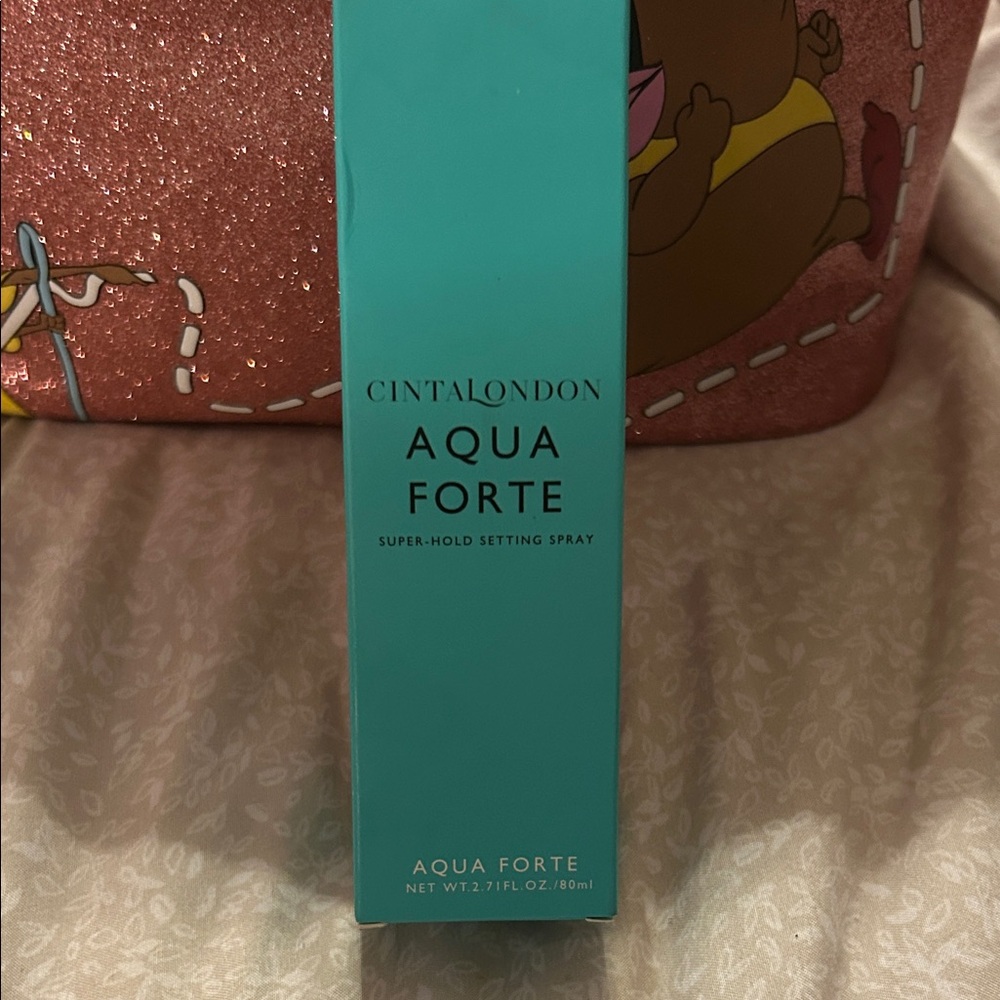 CINTALONDON
AQUA
FORTE
SUPER-HOLD SETTING SPRAY
AQUA FORTE
NET WT.2.71FL.OZ./80ml